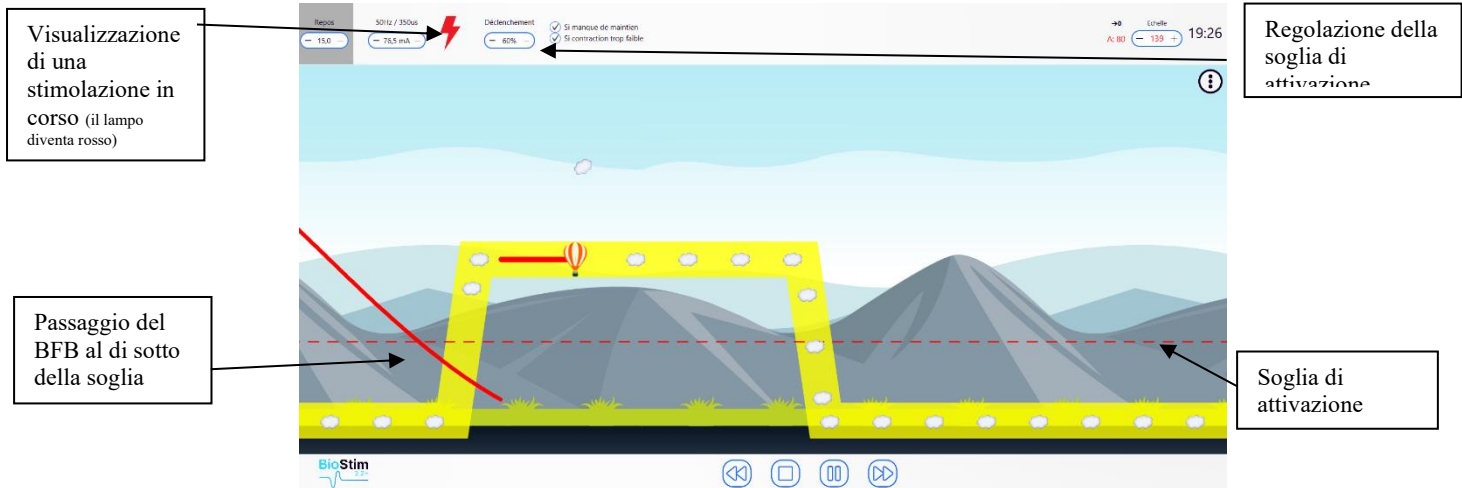 Visualizzazione
di una
stimolazione in
corso (il lampo
diventa rosso)
Repos
− 15,0 −
50Hz / 350us
− 76,5 mA −
Déclenchement
− 60% −
Si manque de maintien
Si contraction trop faible
→0
A: 80
Echelle
− 139 +
19:26
Regolazione della
soglia di
attivazione
Passaggio del
BFB al di sotto
della soglia
Soglia di
attivazione
BioStim